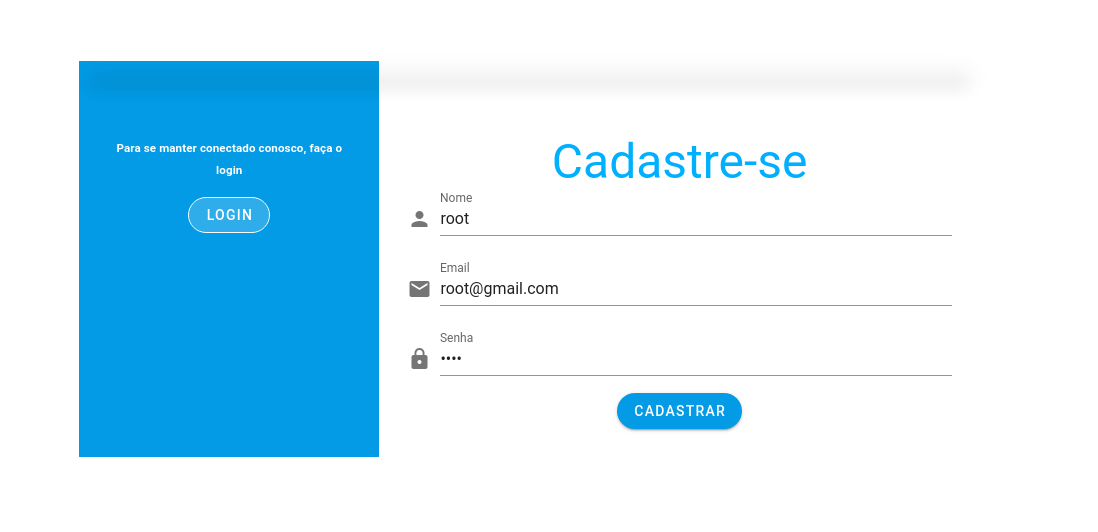 Para se manter conectado conosco, faça o
login
LOGIN
Cadastre-se
Nome
root
Email
root@gmail.com
Senha
••••
CADASTRAR